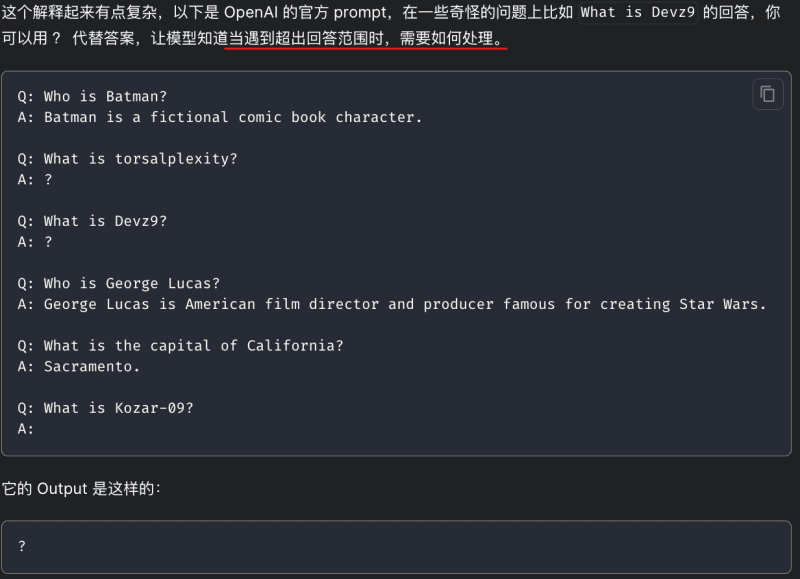 这个解释起来有点复杂，以下是 OpenAI 的官方 prompt，在一些奇怪的问题上比如 What is Devz9 的回答，你
可以用 ? 代替答案，让模型知道当遇到超出回答范围时，需要如何处理。
Q: Who is Batman?
A: Batman is a fictional comic book character.
Q: What is torsalplexity?
A: ?
Q: What is Devz9?
A: ?
Q: Who is George Lucas?
A: George Lucas is American film director and producer famous for creating Star Wars.
Q: What is the capital of California?
A: Sacramento.
Q: What is Kozar-09?
A:
它的 Output 是这样的：
?